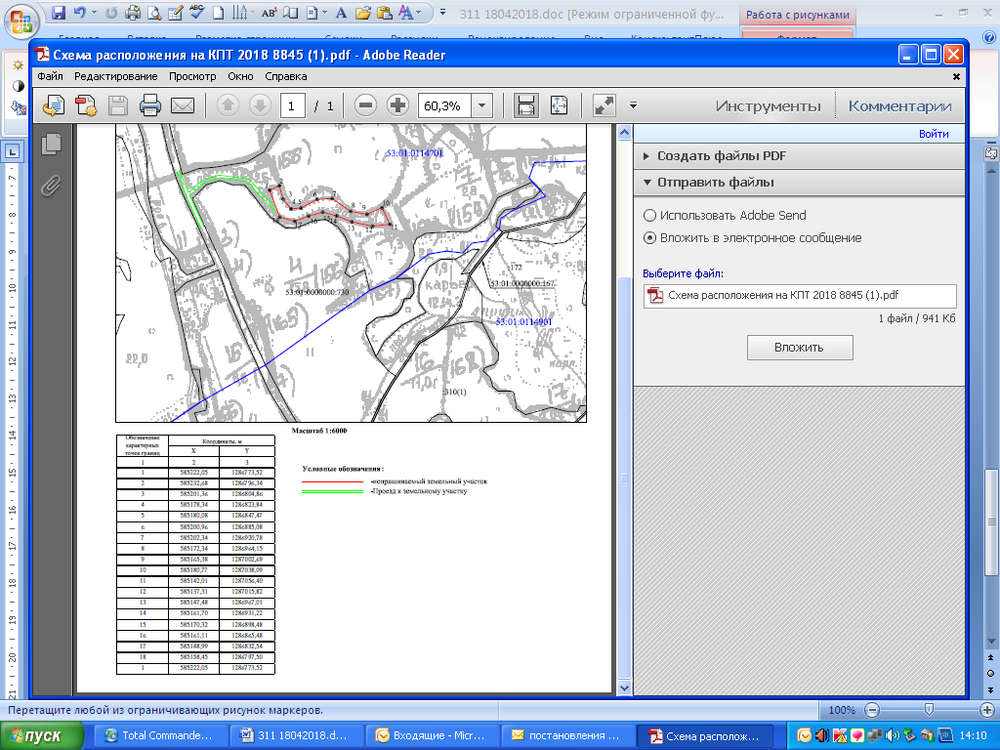 311 18042018.doc [Режим ограниченной фу...
Работа с рисунками
Схема расположения на КПТ 2018 8845 (1).pdf - Adobe Reader
Файл Редактирование Просмотр Окно Справка
1 / 1 60,3% Инструменты Комментарии
Войти
Создать файлы PDF
Отправить файлы
Использовать Adobe Send
Вложить в электронное сообщение
Выберите файл:
Схема расположения на КПТ 2018 8845 (1).pdf
1 файл / 941 Кб
Вложить
53:01:0114701
53:01:0000000:730
:172
53:01:0000000:167
53:01:0114901
карьер
22,0
:310(1)
Масштаб 1:6000
Обозначение характерных точек границ
Координаты, м
X Y
1 2 3
1 585222,05 1286773,52
2 585232,68 1286796,34
3 585201,36 1286804,86
4 585178,34 1286823,84
5 585180,08 1286847,47
6 585200,96 1286885,08
7 585202,34 1286920,78
8 585172,34 1286964,15
9 585165,38 1287002,69
10 585180,77 1287038,09
11 585142,01 1287056,40
12 585137,31 1287015,82
13 585147,48 1286967,01
14 585161,70 1286931,22
15 585170,32 1286898,48
16 585161,11 1286865,48
17 585148,99 1286832,54
18 585158,45 1286797,50
1 585222,05 1286773,52
Условные обозначения:
-испрашиваемый земельный участок
-Проезд к земельному участку
Перетащите любой из ограничивающих рисунок маркеров.
100%
пуск
Total Commande...
311 18042018.d...
Входящие - Micr...
постановления ...
Схема располож...
14:10